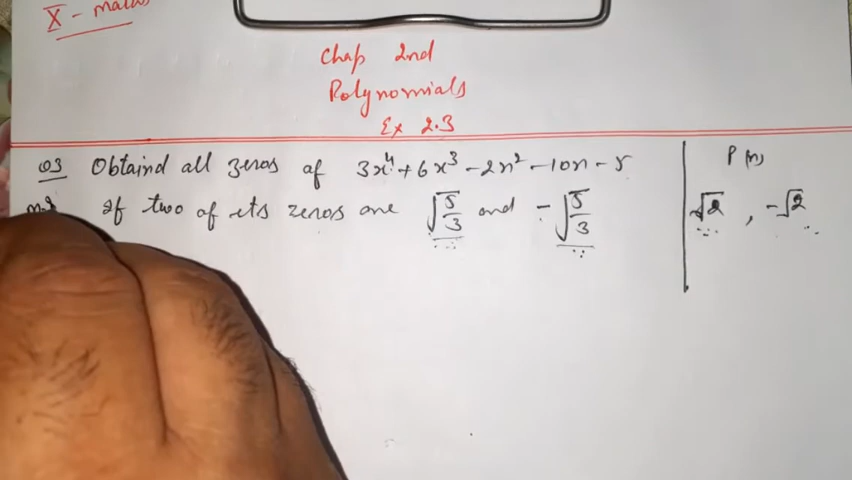 X - maths
Chap 2nd
Polynomials
Ex 2.3
Q3 Obtaind all zeros of 3x⁴+6x³-2x²-10x-5
If two of its zeros are √5/3 and -√5/3
P(x)
√2 , -√2